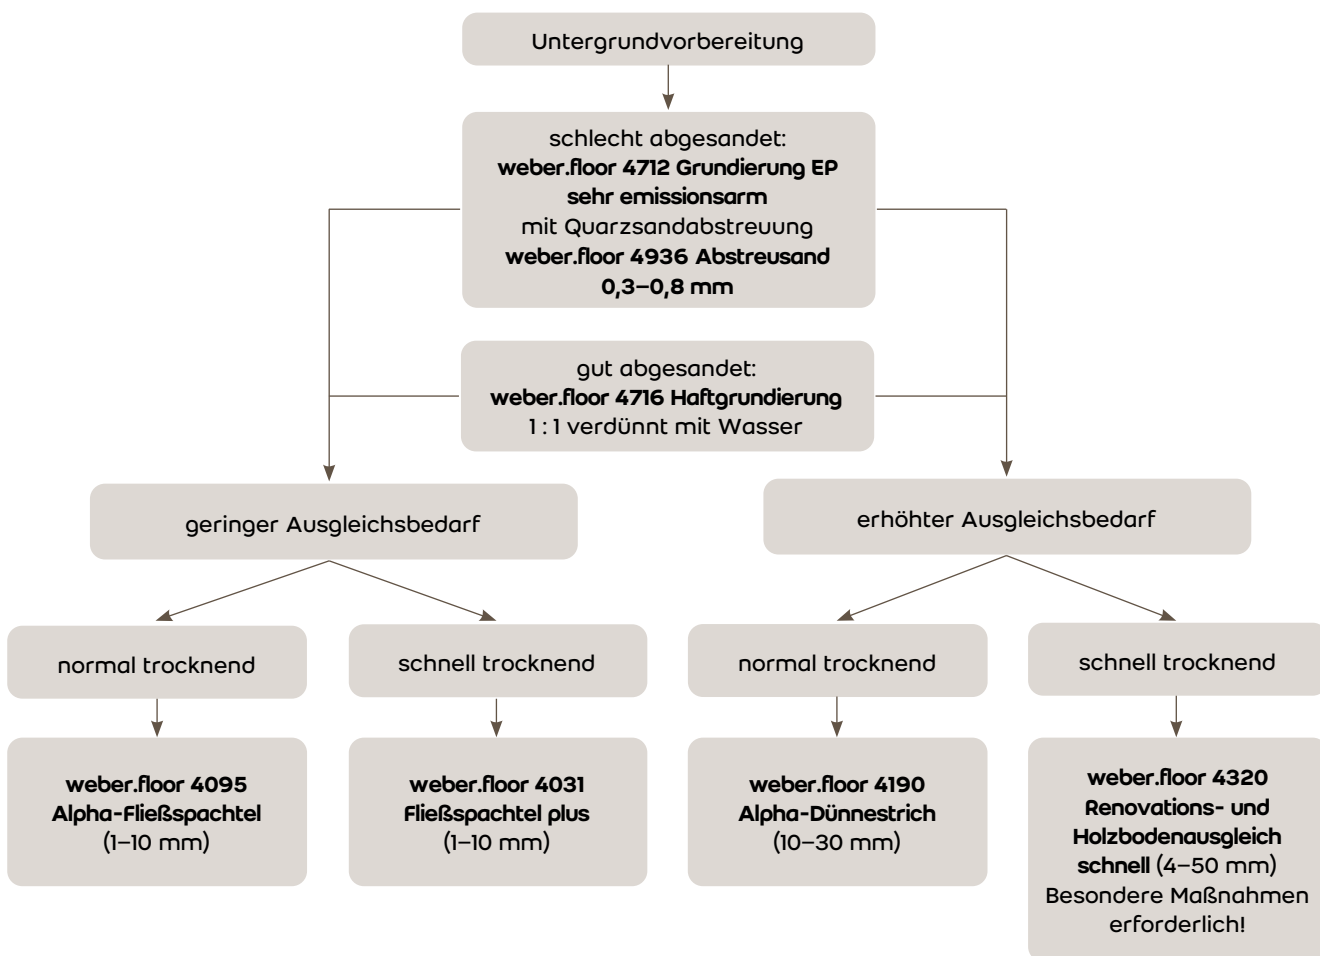 Untergrundvorbereitung
schlecht abgesandet:
weber.floor 4712 Grundierung EP
sehr emissionsarm
mit Quarzsandabstreuung
weber.floor 4936 Abstreusand
0,3–0,8 mm
gut abgesandet:
weber.floor 4716 Haftgrundierung
1 : 1 verdünnt mit Wasser
geringer Ausgleichsbedarf
erhöhter Ausgleichsbedarf
normal trocknend
schnell trocknend
normal trocknend
schnell trocknend
weber.floor 4095
Alpha-Fließspachtel
(1–10 mm)
weber.floor 4031
Fließspachtel plus
(1–10 mm)
weber.floor 4190
Alpha-Dünnestrich
(10–30 mm)
weber.floor 4320
Renovations- und
Holzbodenausgleich
schnell (4–50 mm)
Besondere Maßnahmen
erforderlich!